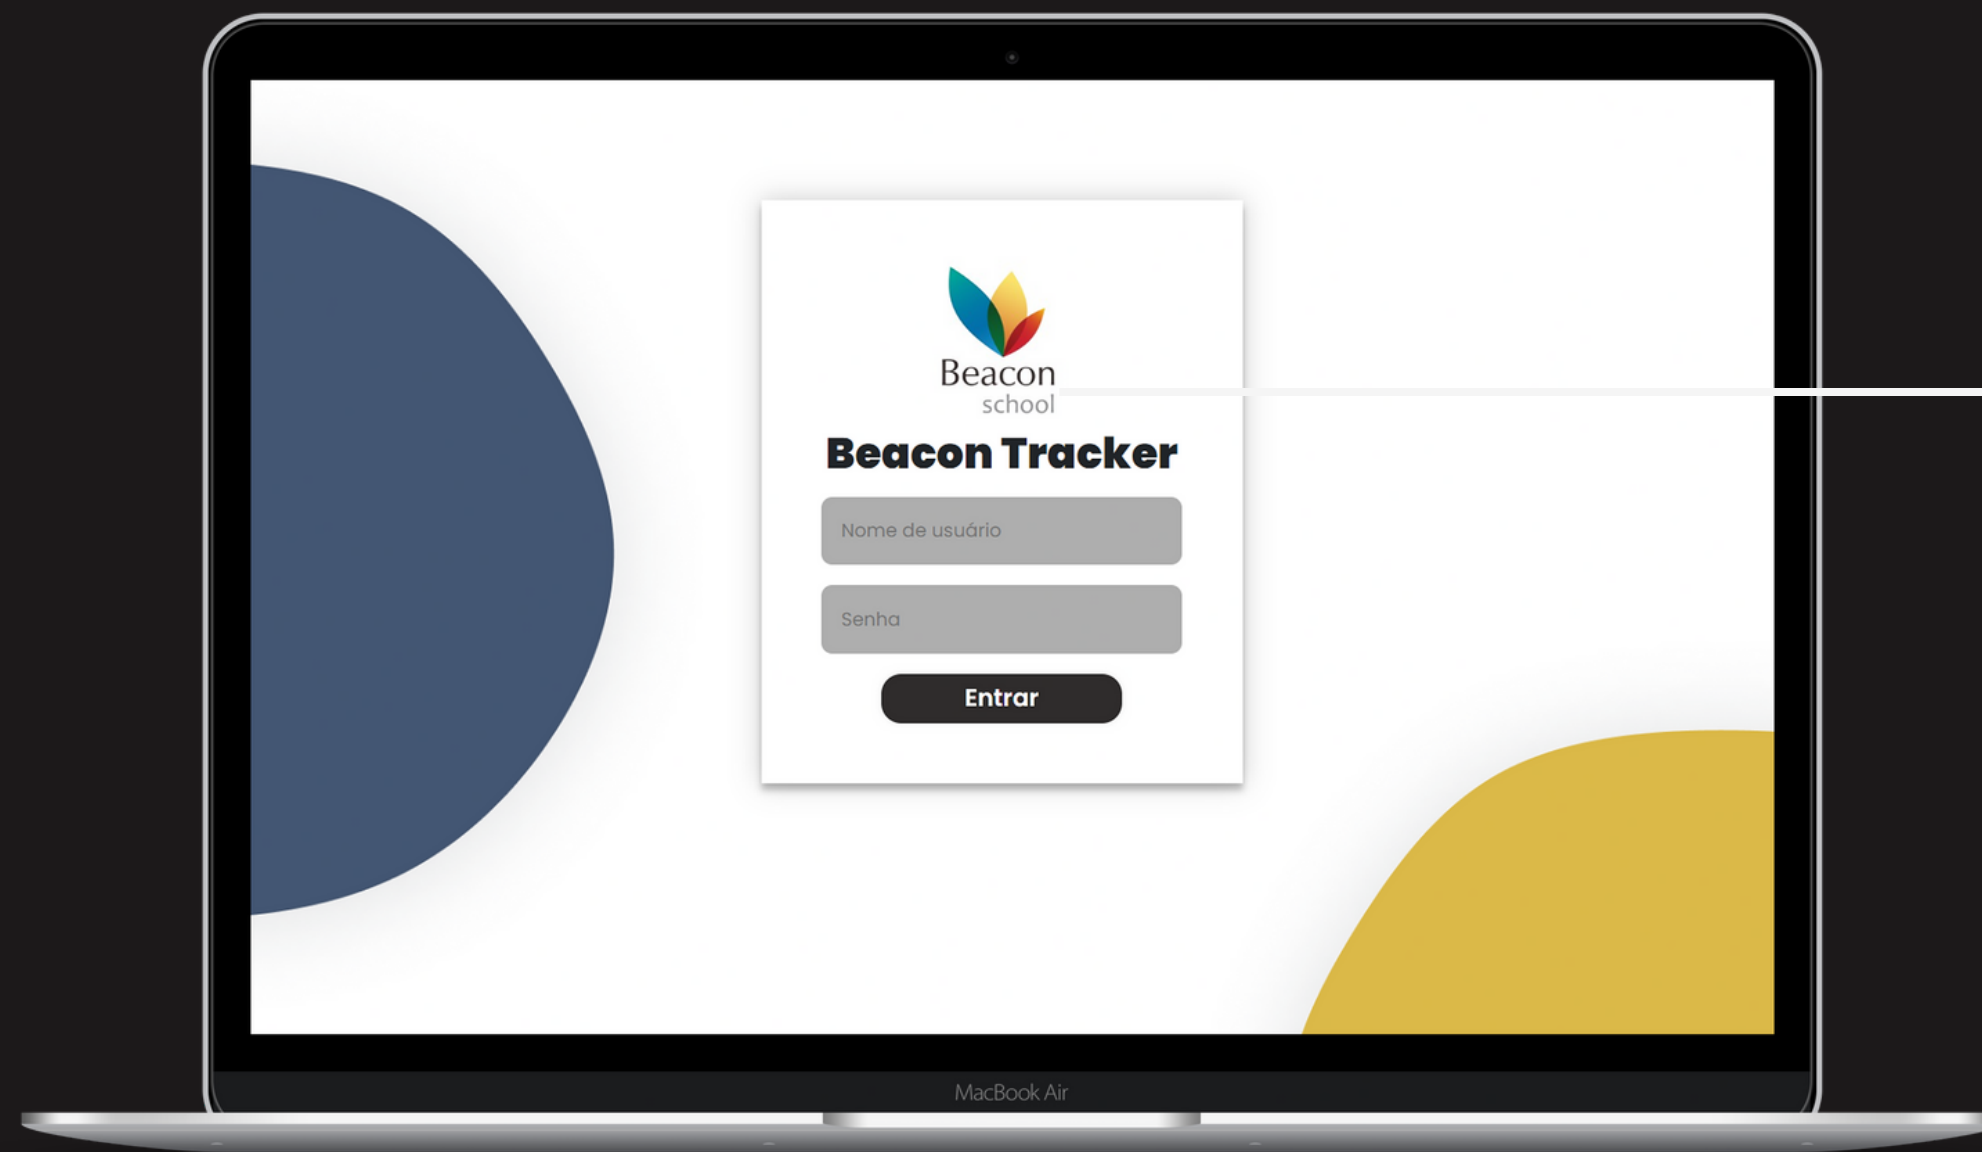 Beacon
school
Beacon Tracker
Nome de usuário
Senha
Entrar
MacBook Air